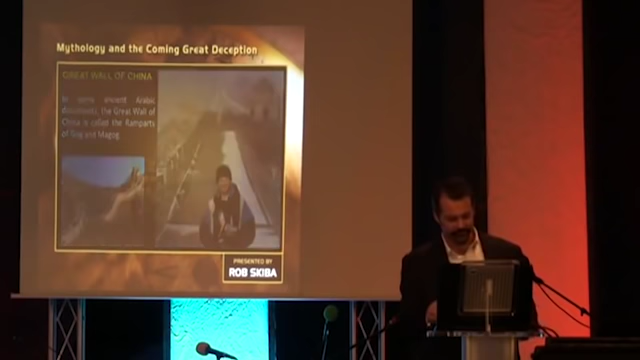 Mythology and the Coming Great Deception
GREAT WALL OF CHINA
In some ancient Arabic
documents, the Great Wall of
China is called the Ramparts
of Gog and Magog
PRESENTED BY
ROB SKIBA